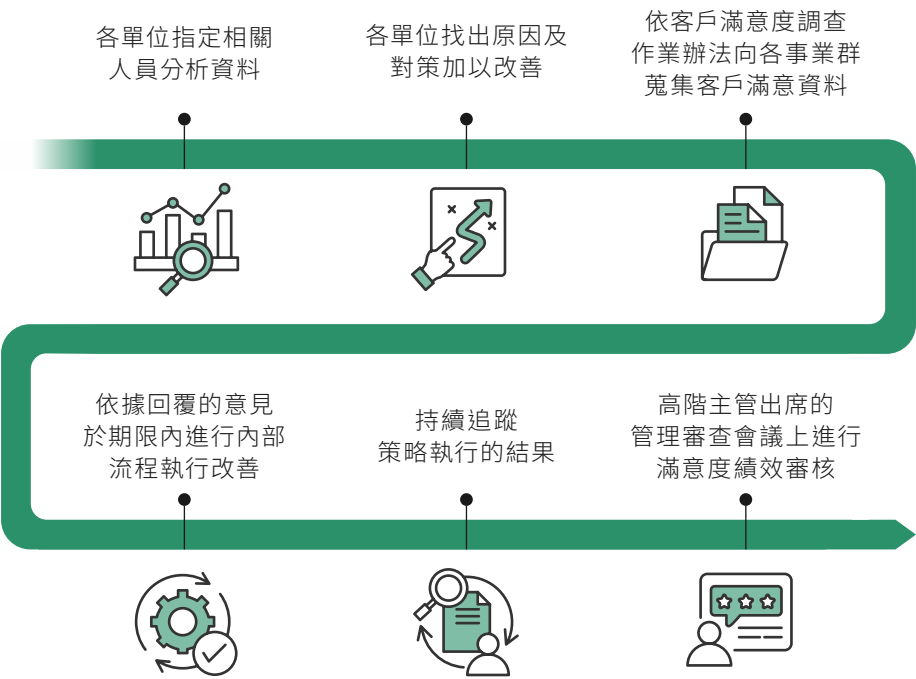 各單位指定相關
人員分析資料
各單位找出原因及
對策加以改善
依客戶滿意度調查
作業辦法向各事業群
蒐集客戶滿意資料
依據回覆的意見
於期限內進行內部
流程執行改善
持續追蹤
策略執行的結果
高階主管出席的
管理審查會議上進行
滿意度績效審核